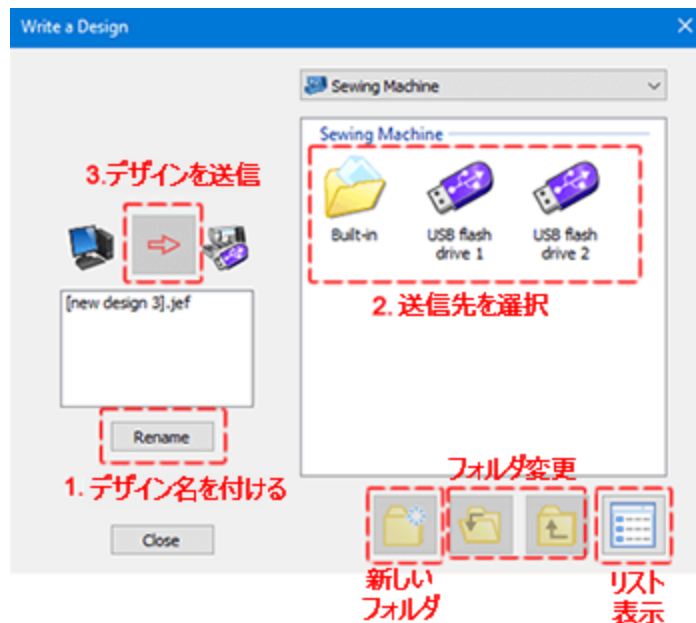 Write a Design
Sewing Machine
Sewing Machine
3.デザインを送信
Built-in
USB flash
drive 1
USB flash
drive 2
[new design 3].jef
2. 送信先を選択
Rename
1. デザイン名を付ける
フォルダ変更
Close
新しい
フォルダ
リスト
表示